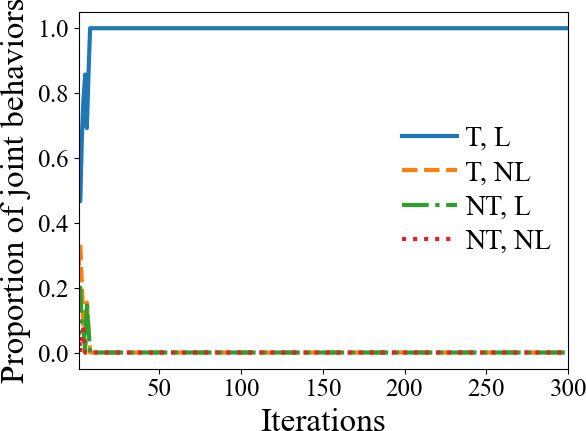 Proportion of joint behaviors
1.0
0.8
0.6
0.4
0.2
0.0
T, L
T, NL
NT, L
NT, NL
50 100 150 200 250 300
Iterations